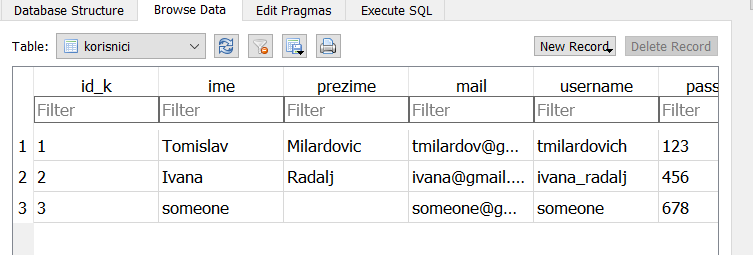 Database Structure Browse Data Edit Pragmas Execute SQL
Table: korisnici New Record Delete Record
id_k ime prezime mail username pass
Filter Filter Filter Filter Filter Filter
1 1 Tomislav Milardovic tmilardov@g... tmilardovich 123
2 2 Ivana Radalj ivana@gmail.... ivana_radalj 456
3 3 someone someone@g... someone 678